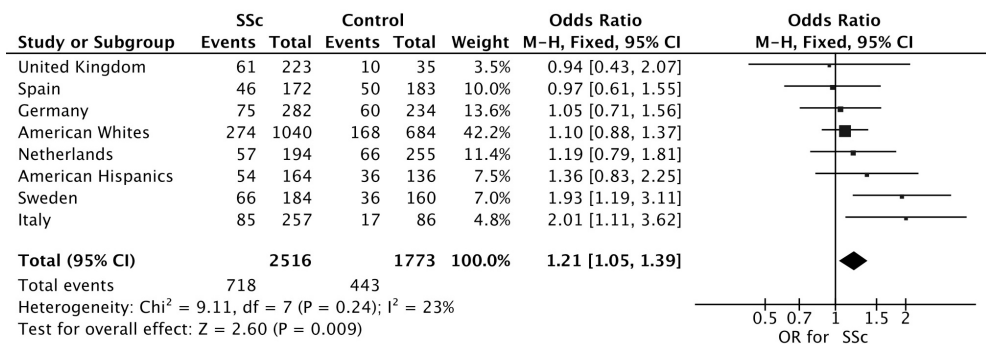 SSc Control Odds Ratio Odds Ratio
Study or Subgroup Events Total Events Total Weight M-H, Fixed, 95% CI M-H, Fixed, 95% CI
United Kingdom 61 223 10 35 3.5% 0.94 [0.43, 2.07]
Spain 46 172 50 183 10.0% 0.97 [0.61, 1.55]
Germany 75 282 60 234 13.6% 1.05 [0.71, 1.56]
American Whites 274 1040 168 684 42.2% 1.10 [0.88, 1.37]
Netherlands 57 194 66 255 11.4% 1.19 [0.79, 1.81]
American Hispanics 54 164 36 136 7.5% 1.36 [0.83, 2.25]
Sweden 66 184 36 160 7.0% 1.93 [1.19, 3.11]
Italy 85 257 17 86 4.8% 2.01 [1.11, 3.62]
Total (95% CI) 2516 1773 100.0% 1.21 [1.05, 1.39]
Total events 718 443
Heterogeneity: Chi² = 9.11, df = 7 (P = 0.24); I² = 23%
Test for overall effect: Z = 2.60 (P = 0.009)
0.5 0.7 1 1.5 2
OR for SSc